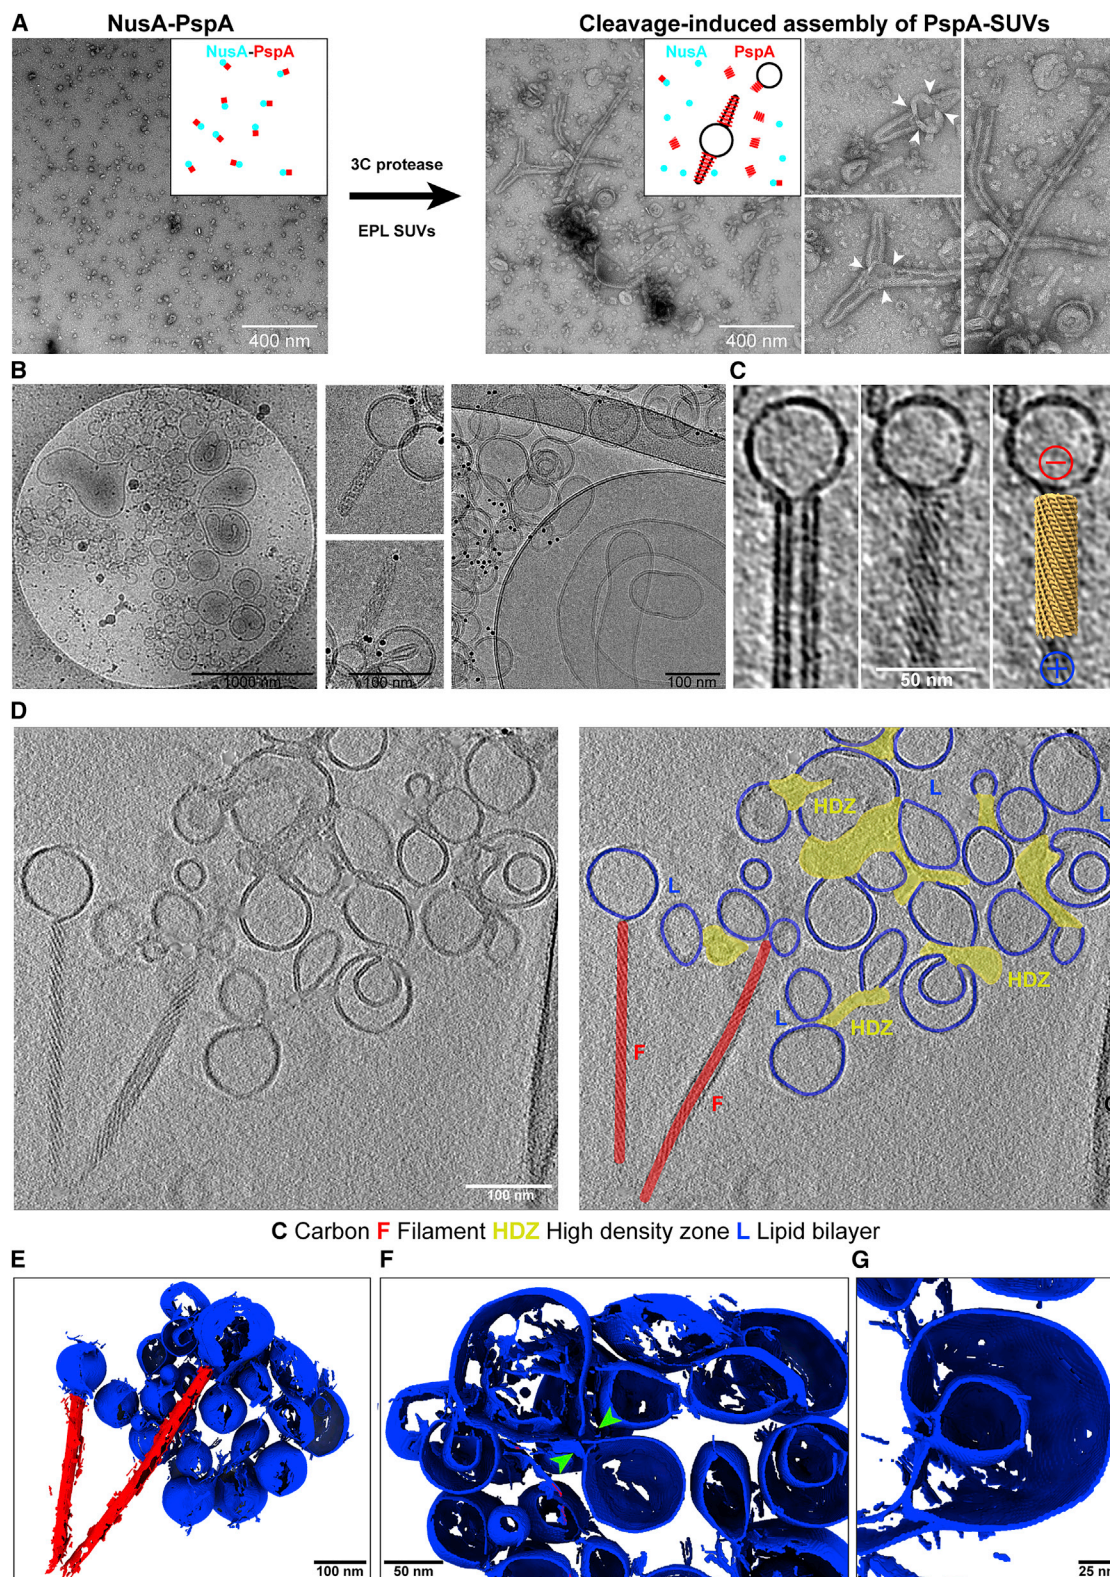 A NusA-PspA Cleavage-induced assembly of PspA-SUVs
NusA-PspA
NusA PspA
3C protease
EPL SUVs
400 nm
400 nm
B
C
1000 nm
100 nm
100 nm
50 nm
− +
D
HDZ
L
L
L
HDZ
F
L
HDZ
F
C
100 nm
C Carbon F Filament HDZ High density zone L Lipid bilayer
E
F
G
100 nm
50 nm
25 nm